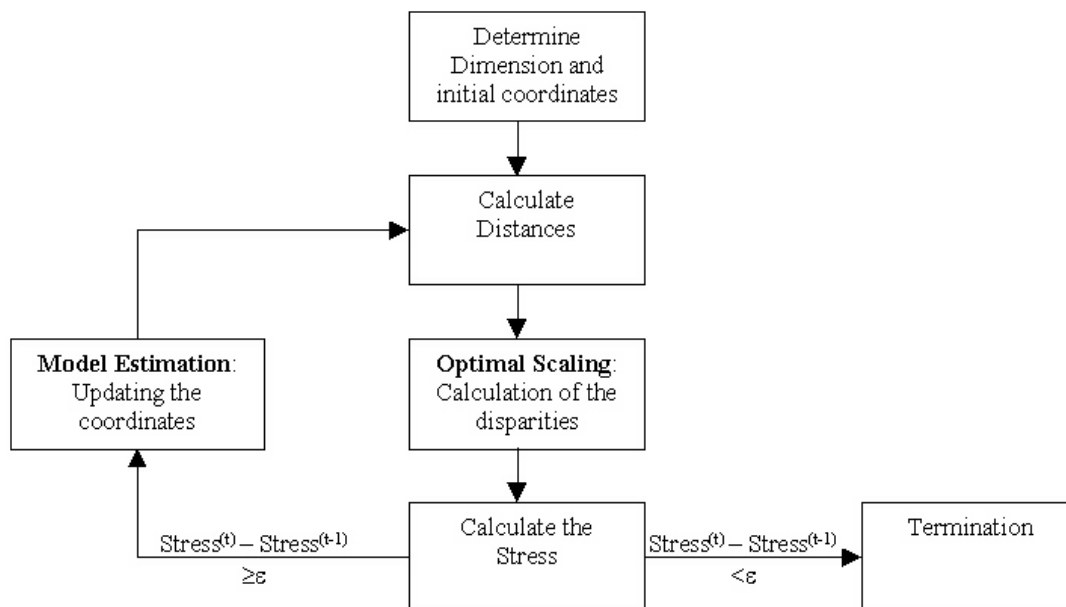 Determine
Dimension and
initial coordinates
Calculate
Distances
Model Estimation:
Updating the
coordinates
Optimal Scaling:
Calculation of the
disparities
Stress(t) – Stress(t-1)
≥ε
Calculate the
Stress
Stress(t) – Stress(t-1)
<ε
Termination